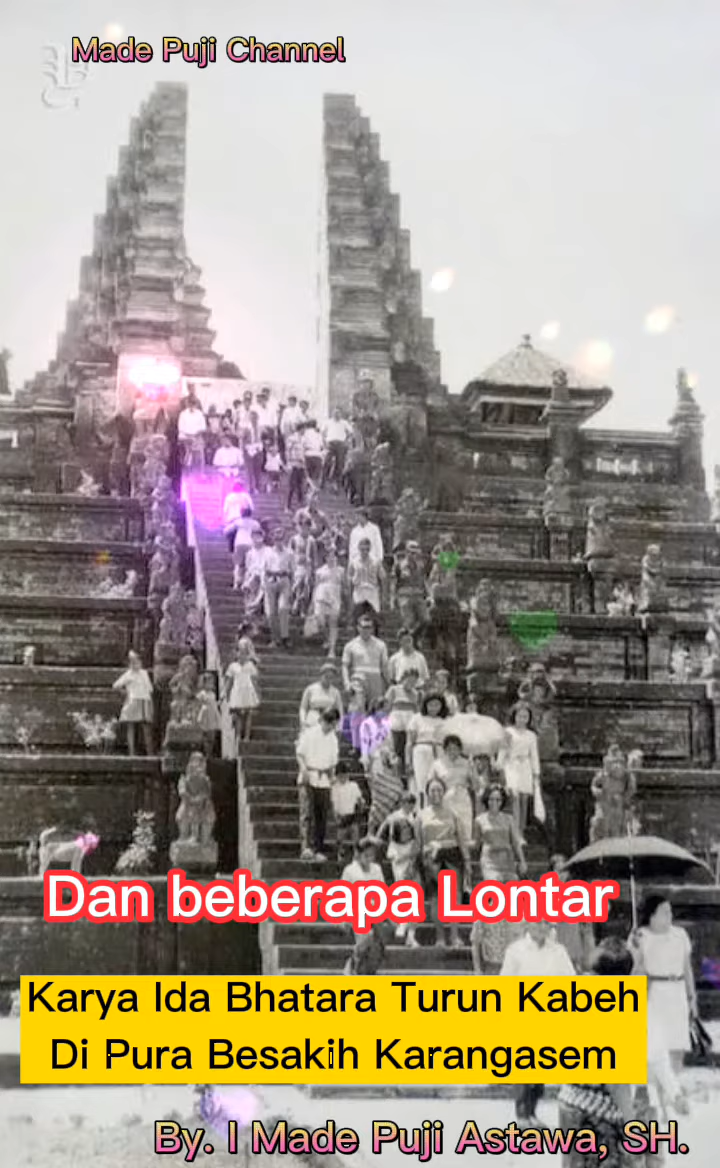 Made Puji Channel
Dan beberapa Lontar
Karya Ida Bhatara Turun Kabeh
Di Pura Besakih Karangasem
By. I Made Puji Astawa, SH.